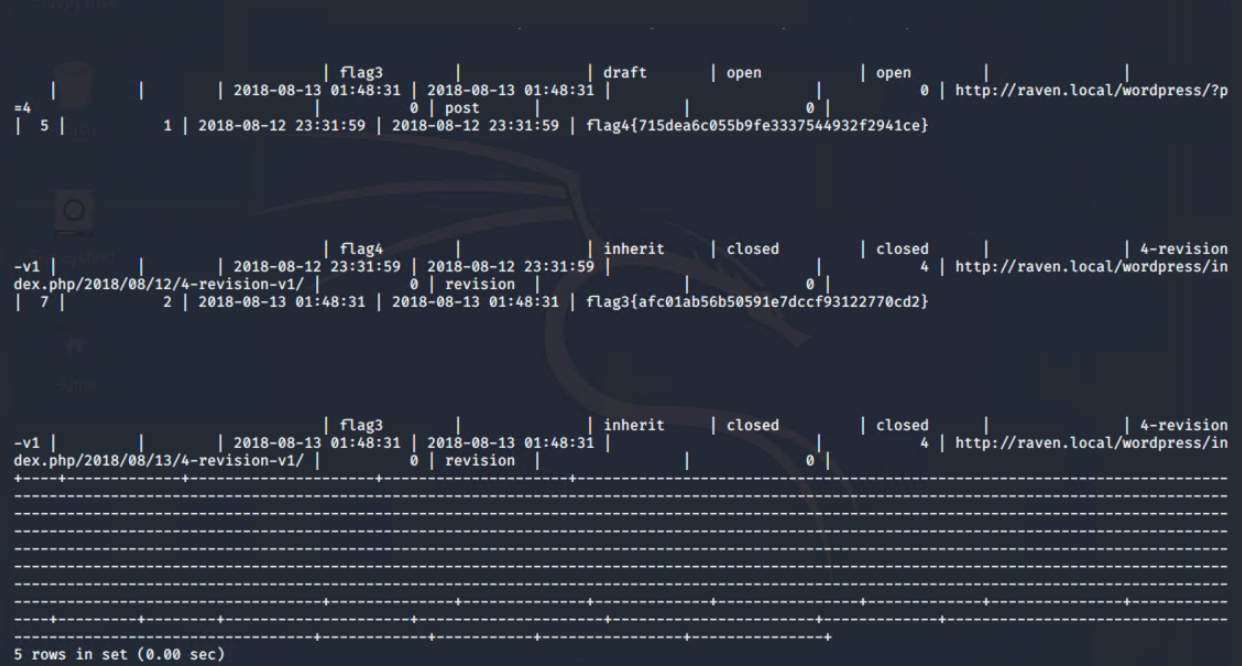 | flag3 | | draft | open | open | |
| | | 2018-08-13 01:48:31 | 2018-08-13 01:48:31 | | 0 | http://raven.local/wordpress/?p
=4 | 0 | post | | 0 |
| 5 | 1 | 2018-08-12 23:31:59 | 2018-08-12 23:31:59 | flag4{715dea6c055b9fe3337544932f2941ce}
| flag4 | | inherit | closed | closed | | 4-revision
-v1 | | | 2018-08-12 23:31:59 | 2018-08-12 23:31:59 | | 4 | http://raven.local/wordpress/in
dex.php/2018/08/12/4-revision-v1/ | 0 | revision | | 0 |
| 7 | 2 | 2018-08-13 01:48:31 | 2018-08-13 01:48:31 | flag3{afc01ab56b50591e7dccf93122770cd2}
| flag3 | | inherit | closed | closed | | 4-revision
-v1 | | | 2018-08-13 01:48:31 | 2018-08-13 01:48:31 | | 4 | http://raven.local/wordpress/in
dex.php/2018/08/13/4-revision-v1/ | 0 | revision | | 0 |
5 rows in set (0.00 sec)